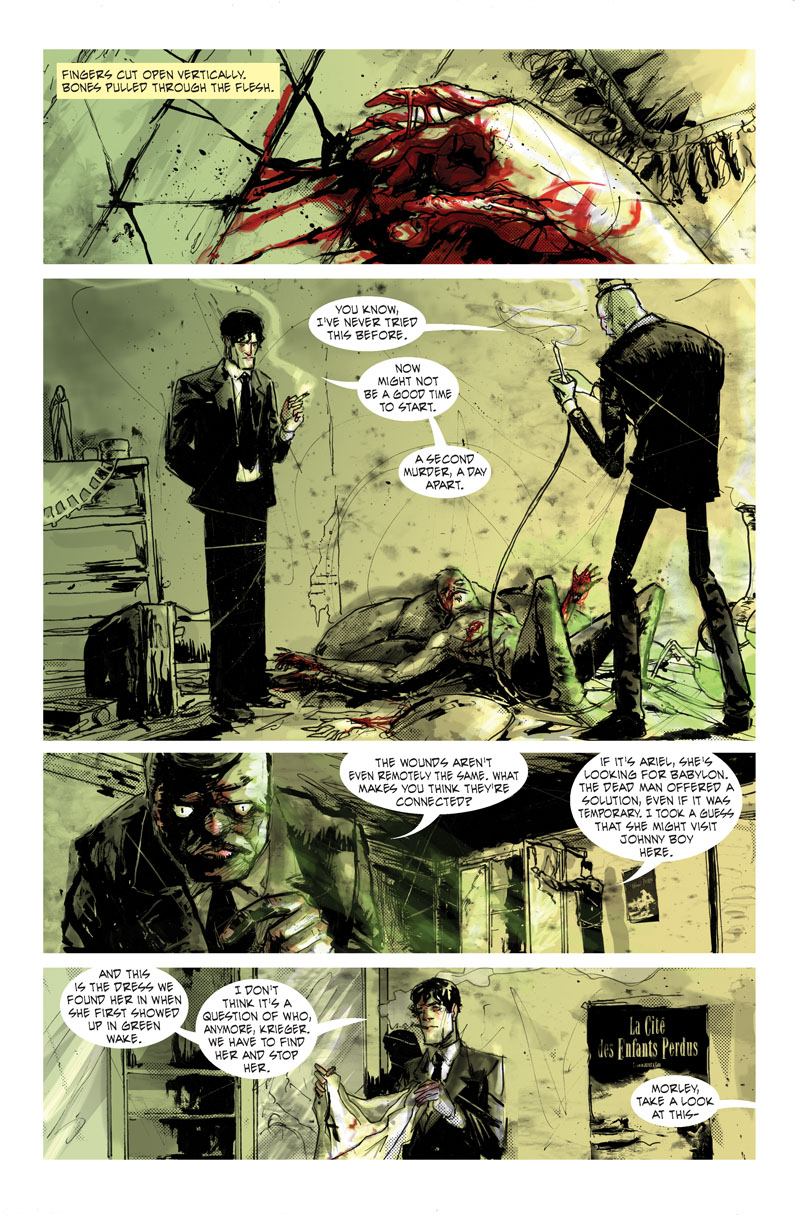 FINGERS CUT OPEN VERTICALLY.
BONES PULLED THROUGH THE FLESH.
YOU KNOW,
I'VE NEVER TRIED
THIS BEFORE.
NOW
MIGHT NOT
BE A GOOD TIME
TO START.
A SECOND
MURDER, A DAY
APART.
THE WOUNDS AREN'T
EVEN REMOTELY THE SAME. WHAT
MAKES YOU THINK THEY'RE
CONNECTED?
IF IT'S ARIEL, SHE'S
LOOKING FOR BABYLON.
THE DEAD MAN OFFERED A
SOLUTION, EVEN IF IT WAS
TEMPORARY. I TOOK A GUESS
THAT SHE MIGHT VISIT
JOHNNY BOY
HERE.
AND THIS
IS THE DRESS WE
FOUND HER IN WHEN
SHE FIRST SHOWED
UP IN GREEN
WAKE.
I DON'T
THINK IT'S A
QUESTION OF WHO,
ANYMORE, KRIEGER.
WE HAVE TO FIND
HER AND STOP
HER.
La Cité
des Enfants Perdus
MORLEY,
TAKE A LOOK
AT THIS-